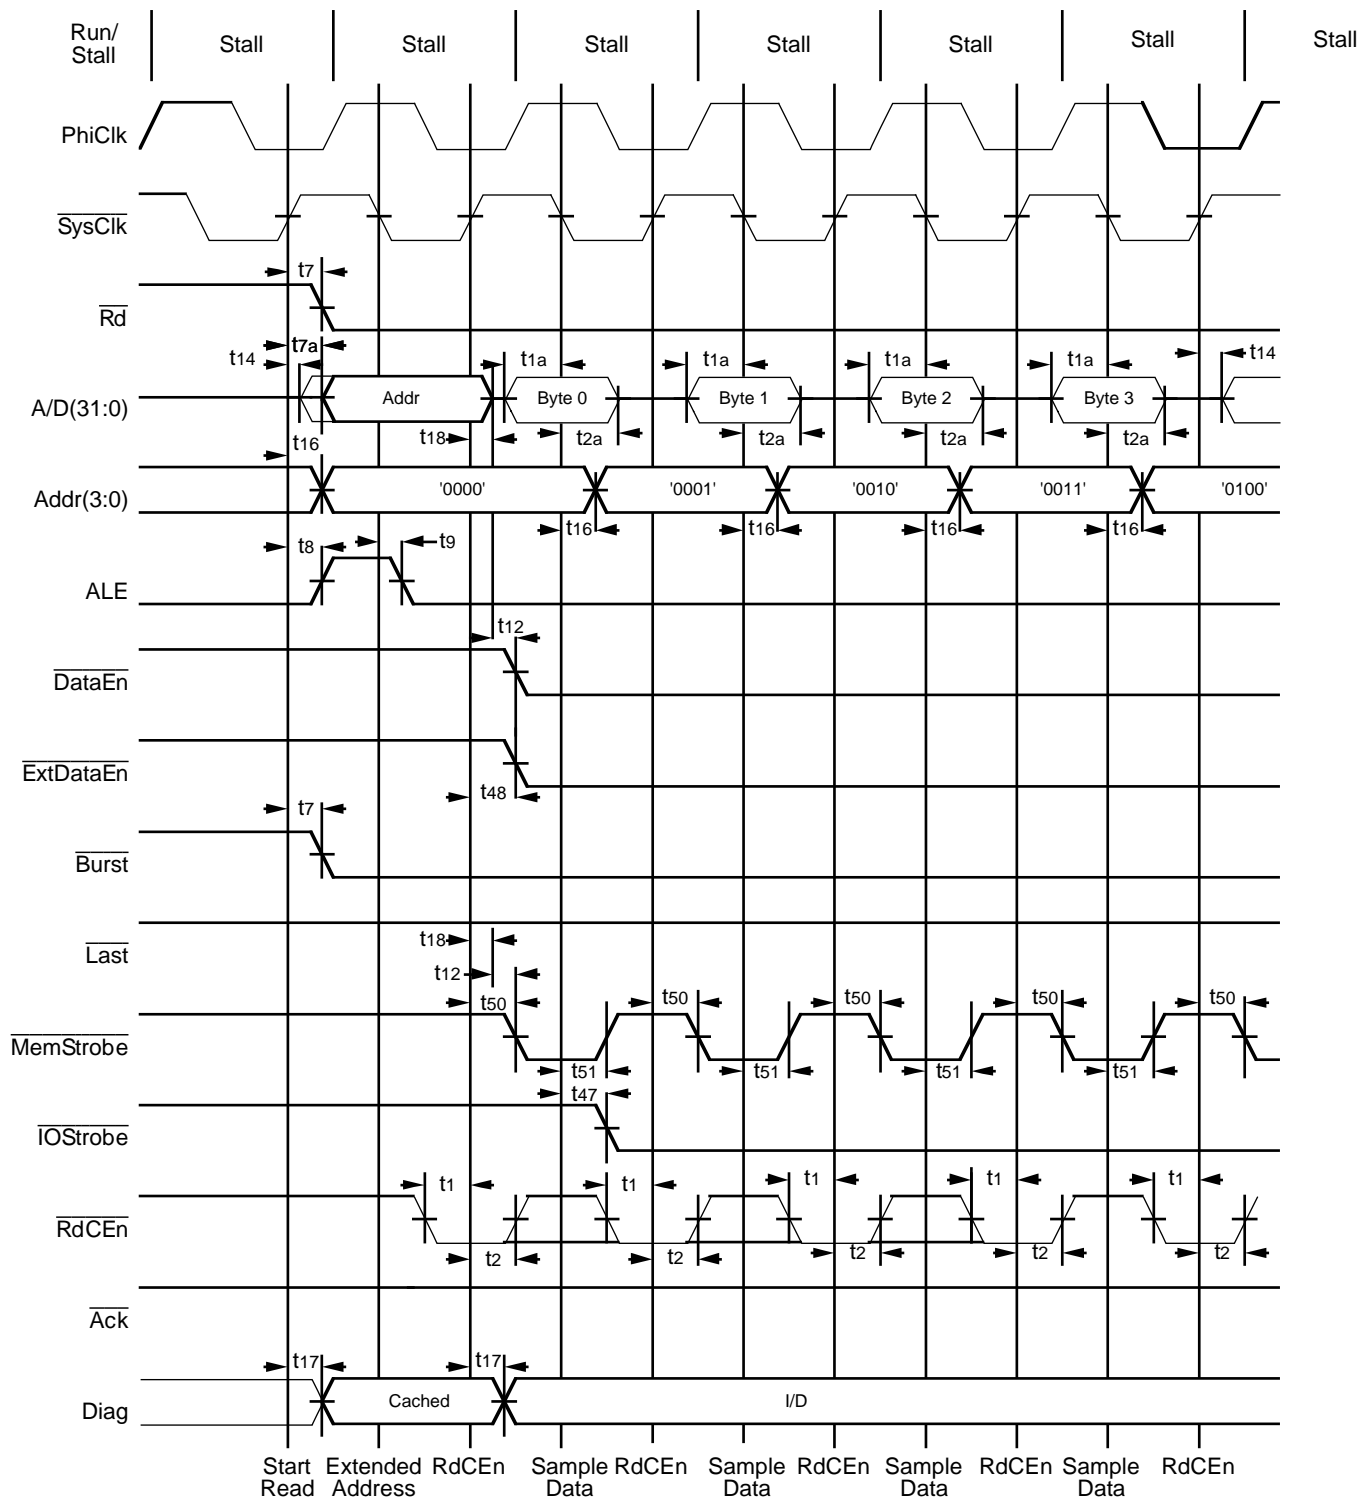 Run/
Stall
Stall
Stall
Stall
Stall
Stall
Stall
Stall
PhiClk
SysClk
t7
Rd
t14
t7a
t1a
t1a
t1a
t1a
t14
A/D(31:0)
Addr
Byte 0
Byte 1
Byte 2
Byte 3
t16
t18
t2a
t2a
t2a
t2a
Addr(3:0)
'0000'
'0001'
'0010'
'0011'
'0100'
t16
t16
t16
t16
t8
t9
ALE
t12
DataEn
ExtDataEn
t48
t7
Burst
Last
t18
t12
t50
t50
t50
t50
t50
MemStrobe
t51
t51
t51
t51
t47
IOStrobe
t1
t1
t1
t1
t1
RdCEn
t2
t2
t2
t2
t2
Ack
t17
t17
Diag
Cached
I/D
Start
Read
Extended
Address
RdCEn
Sample
Data
RdCEn
Sample
Data
RdCEn
Sample
Data
RdCEn
Sample
Data
RdCEn